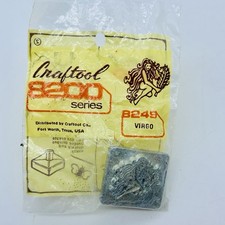 Craftool
8200
series
8249
VIRGO
Distributed by Craftool Co.
Fort Worth, Texas, USA